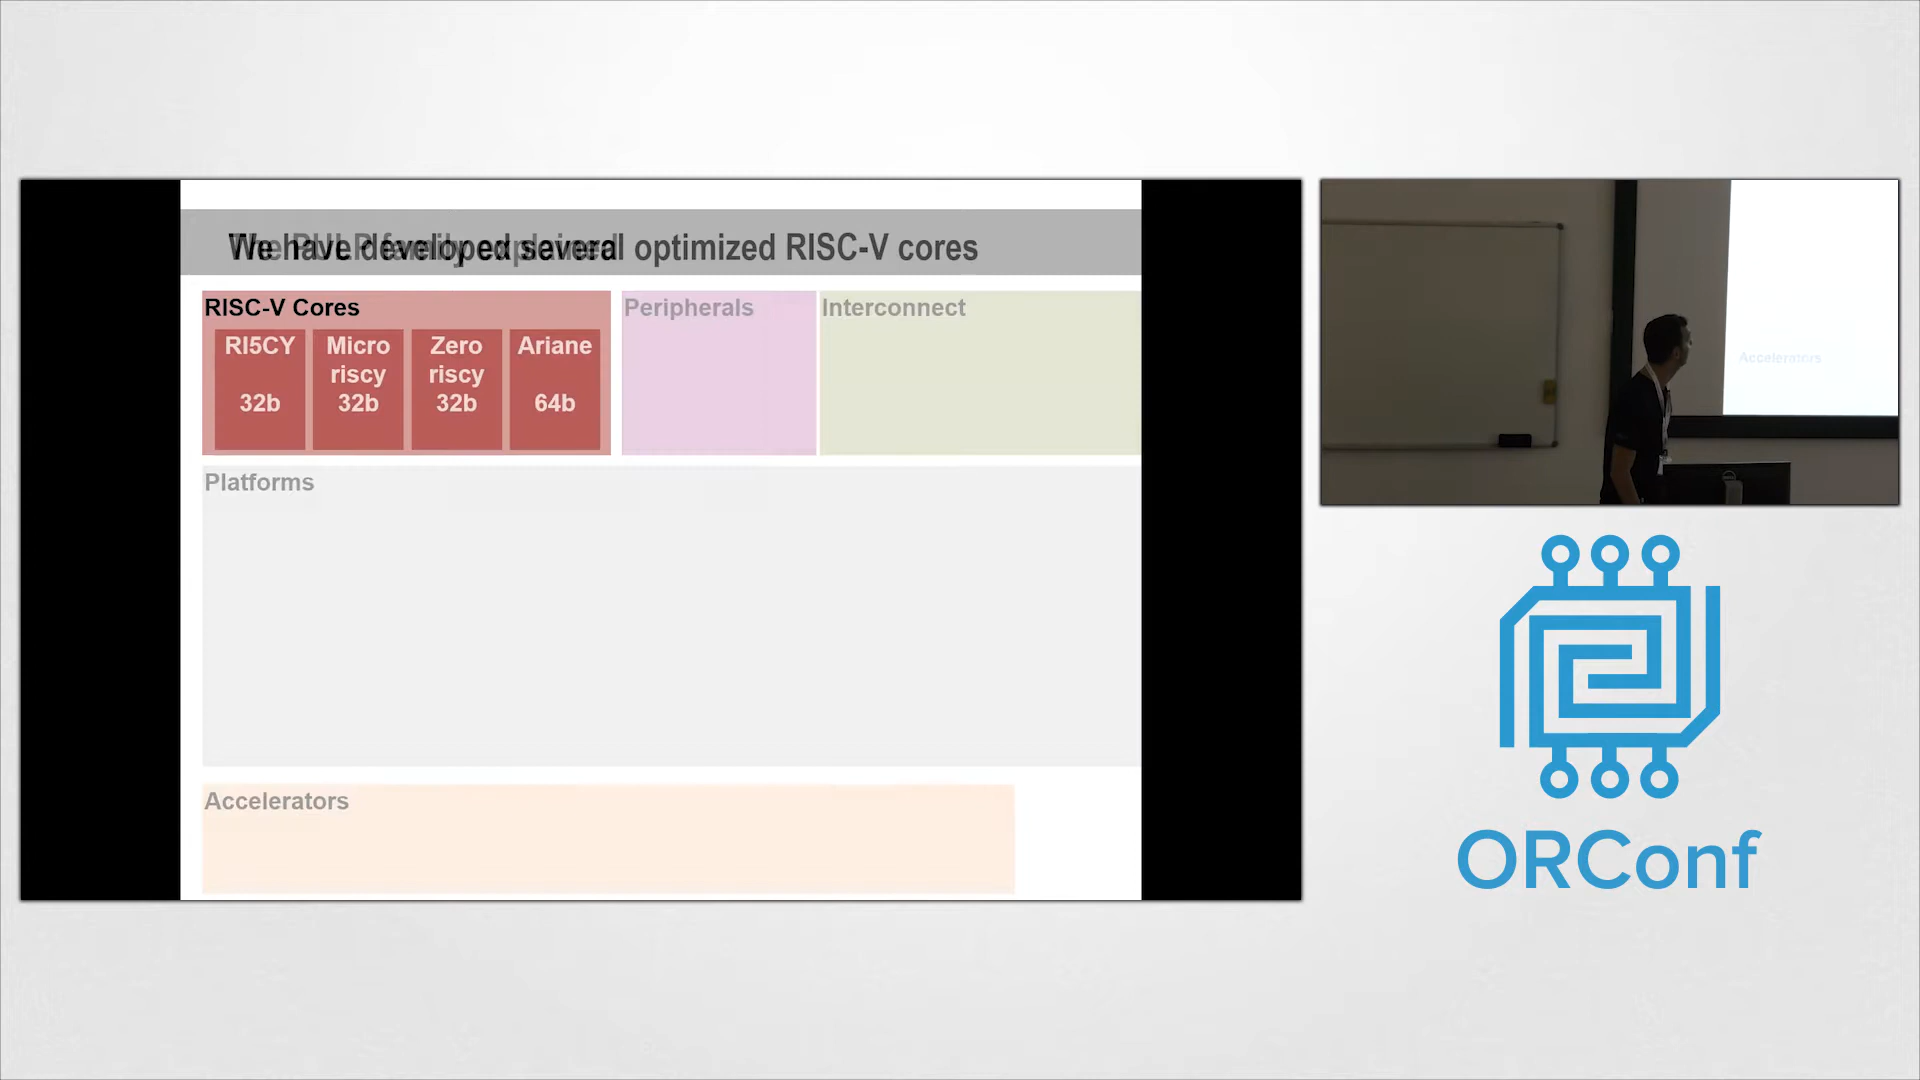 We have developed several optimized RISC-V cores
RISC-V Cores
Peripherals
Interconnect
RI5CY
32b
Micro
riscy
32b
Zero
riscy
32b
Ariane
64b
Platforms
Accelerators
Accelerators
ORConf